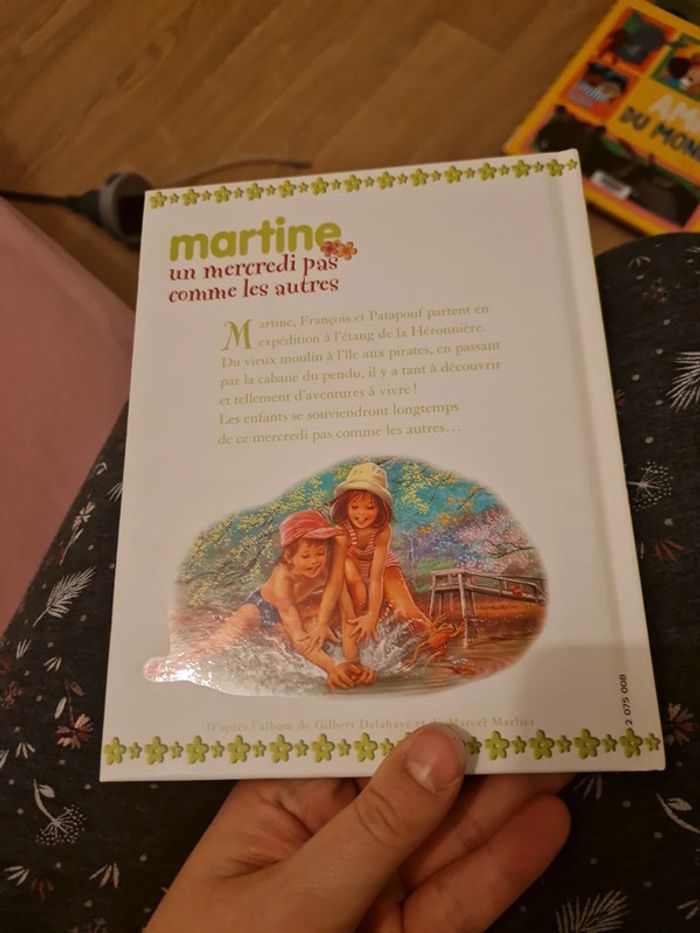 martine
un mercredi pas
comme les autres
Martine, François et Patapouf partent en
expédition à l'étang de la Héronnière.
Du vieux moulin à l'île aux pirates, en passant
par la cabane du pendu, il y a tant à découvrir
et tellement d'aventures à vivre !
Les enfants se souviendront longtemps
de ce mercredi pas comme les autres...
D'après l'album de Gilbert Delahaye et de Marcel Marlier
2 075 008
DU MON